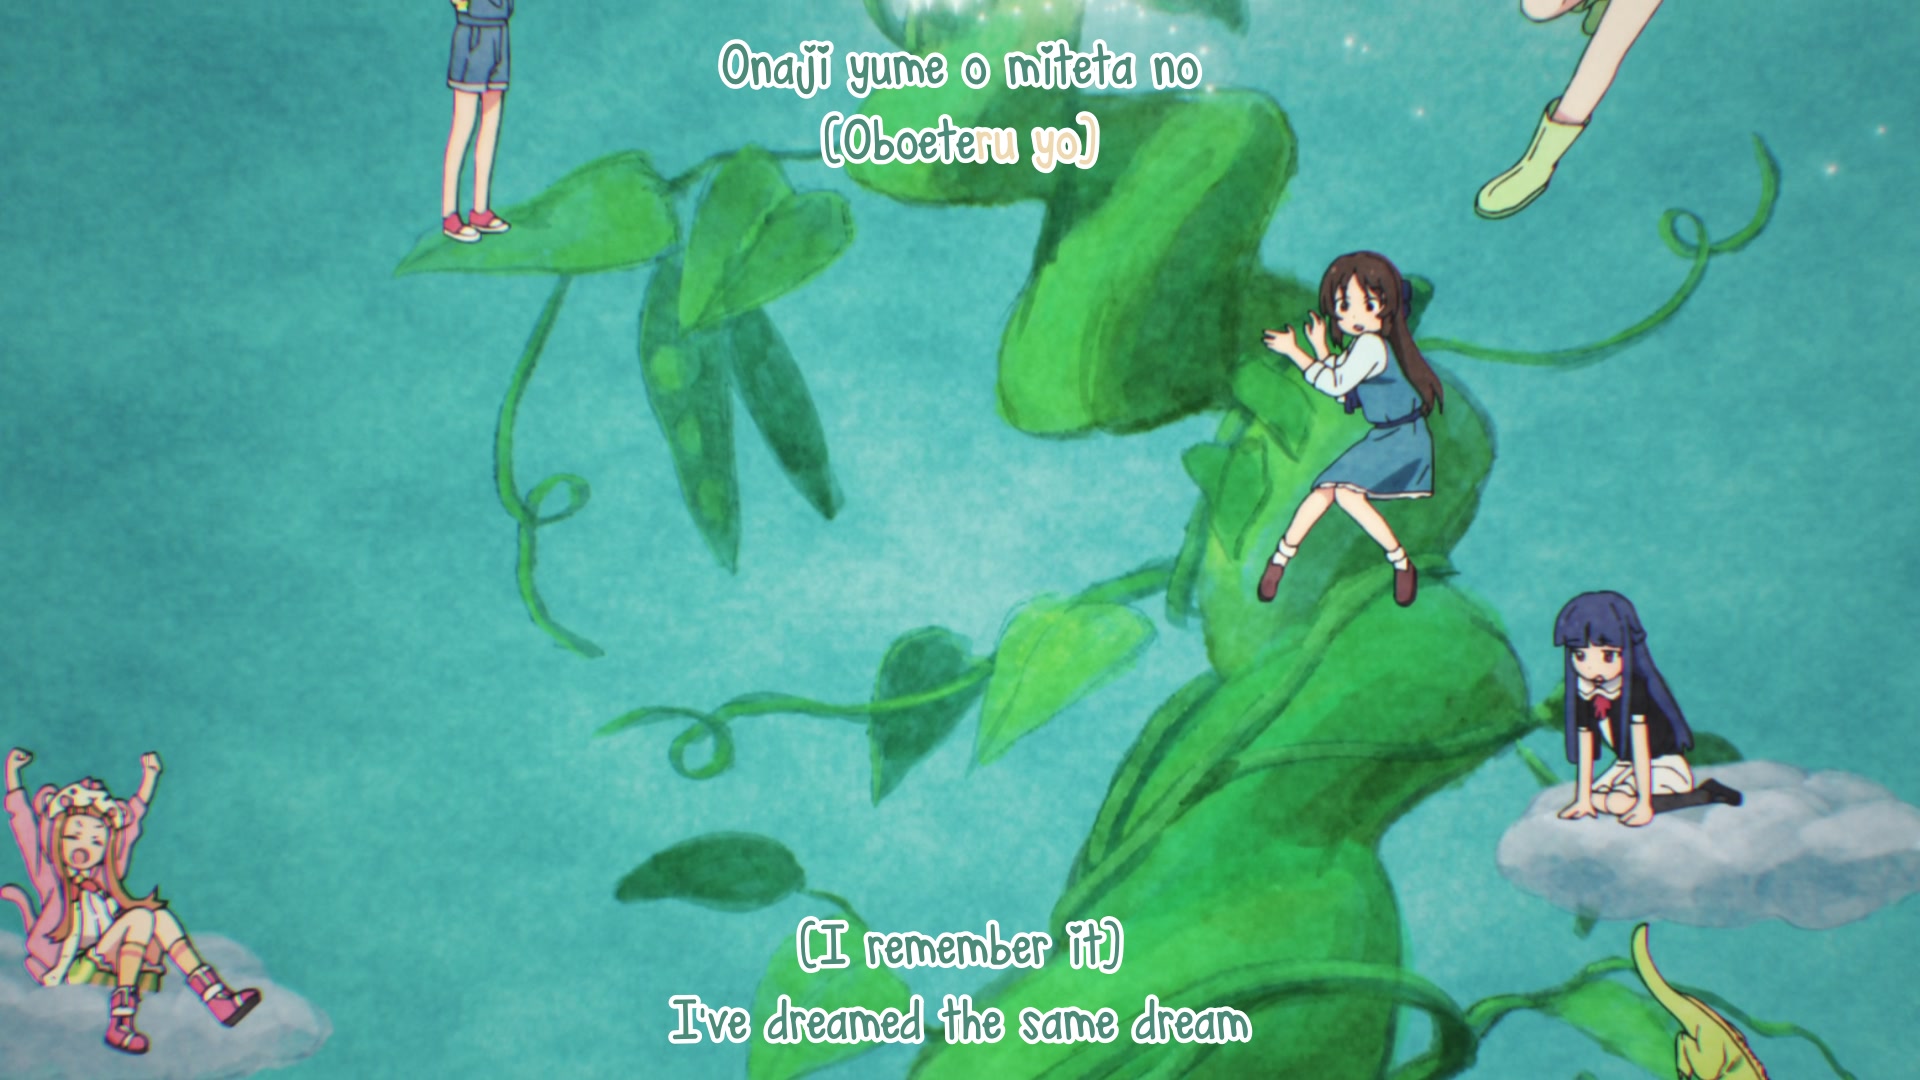 Onaji yume o miteta no
(Oboeteru yo)
(I remember it)
I've dreamed the same dream